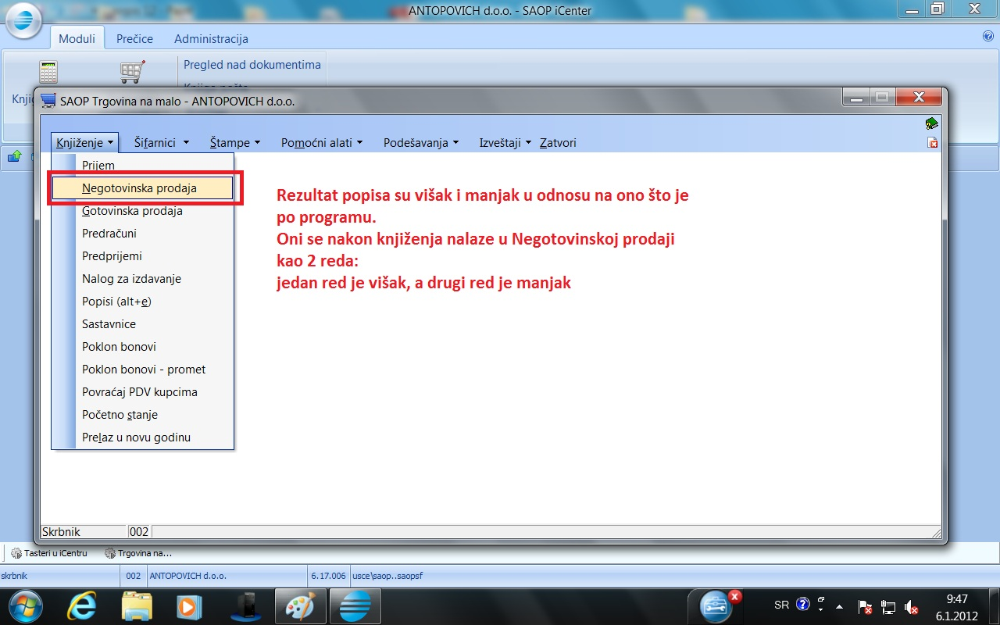 ANTOPOVICH d.o.o. - SAOP iCenter
Moduli Prečice Administracija
Pregled nad dokumentima
SAOP Trgovina na malo - ANTOPOVICH d.o.o.
Knjiženje Šifarnici Štampe Pomoćni alati Podešavanja Izveštaji Zatvori
Prijem
Negotovinska prodaja
Gotovinska prodaja
Predračuni
Predprijemi
Nalog za izdavanje
Popisi (alt+e)
Sastavnice
Poklon bonovi
Poklon bonovi - promet
Povraćaj PDV kupcima
Početno stanje
Prelaz u novu godinu
Rezultat popisa su višak i manjak u odnosu na ono što je
po programu.
Oni se nakon knjiženja nalaze u Negotovinskoj prodaji
kao 2 reda:
jedan red je višak, a drugi red je manjak
Skrbnik 002
Tasteri u iCentru Trgovina na...
skrbnik 002 ANTOPOVICH d.o.o. 6.17.006 usce\saop..saopsf
SR 9:47
6.1.2012